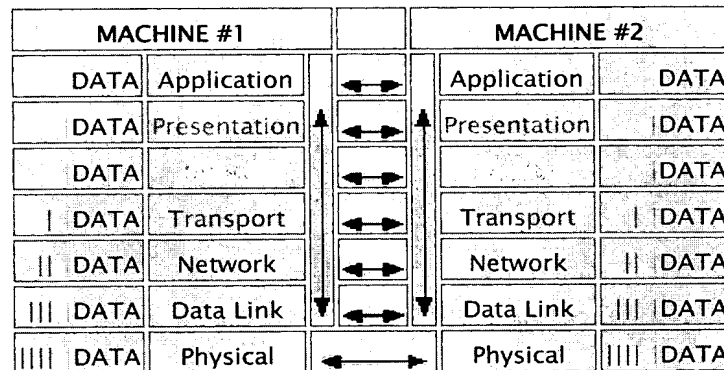 MACHINE #1 MACHINE #2
DATA Application Application DATA
DATA Presentation Presentation DATA
DATA DATA
DATA Transport Transport DATA
DATA Network Network DATA
DATA Data Link Data Link DATA
DATA Physical Physical DATA